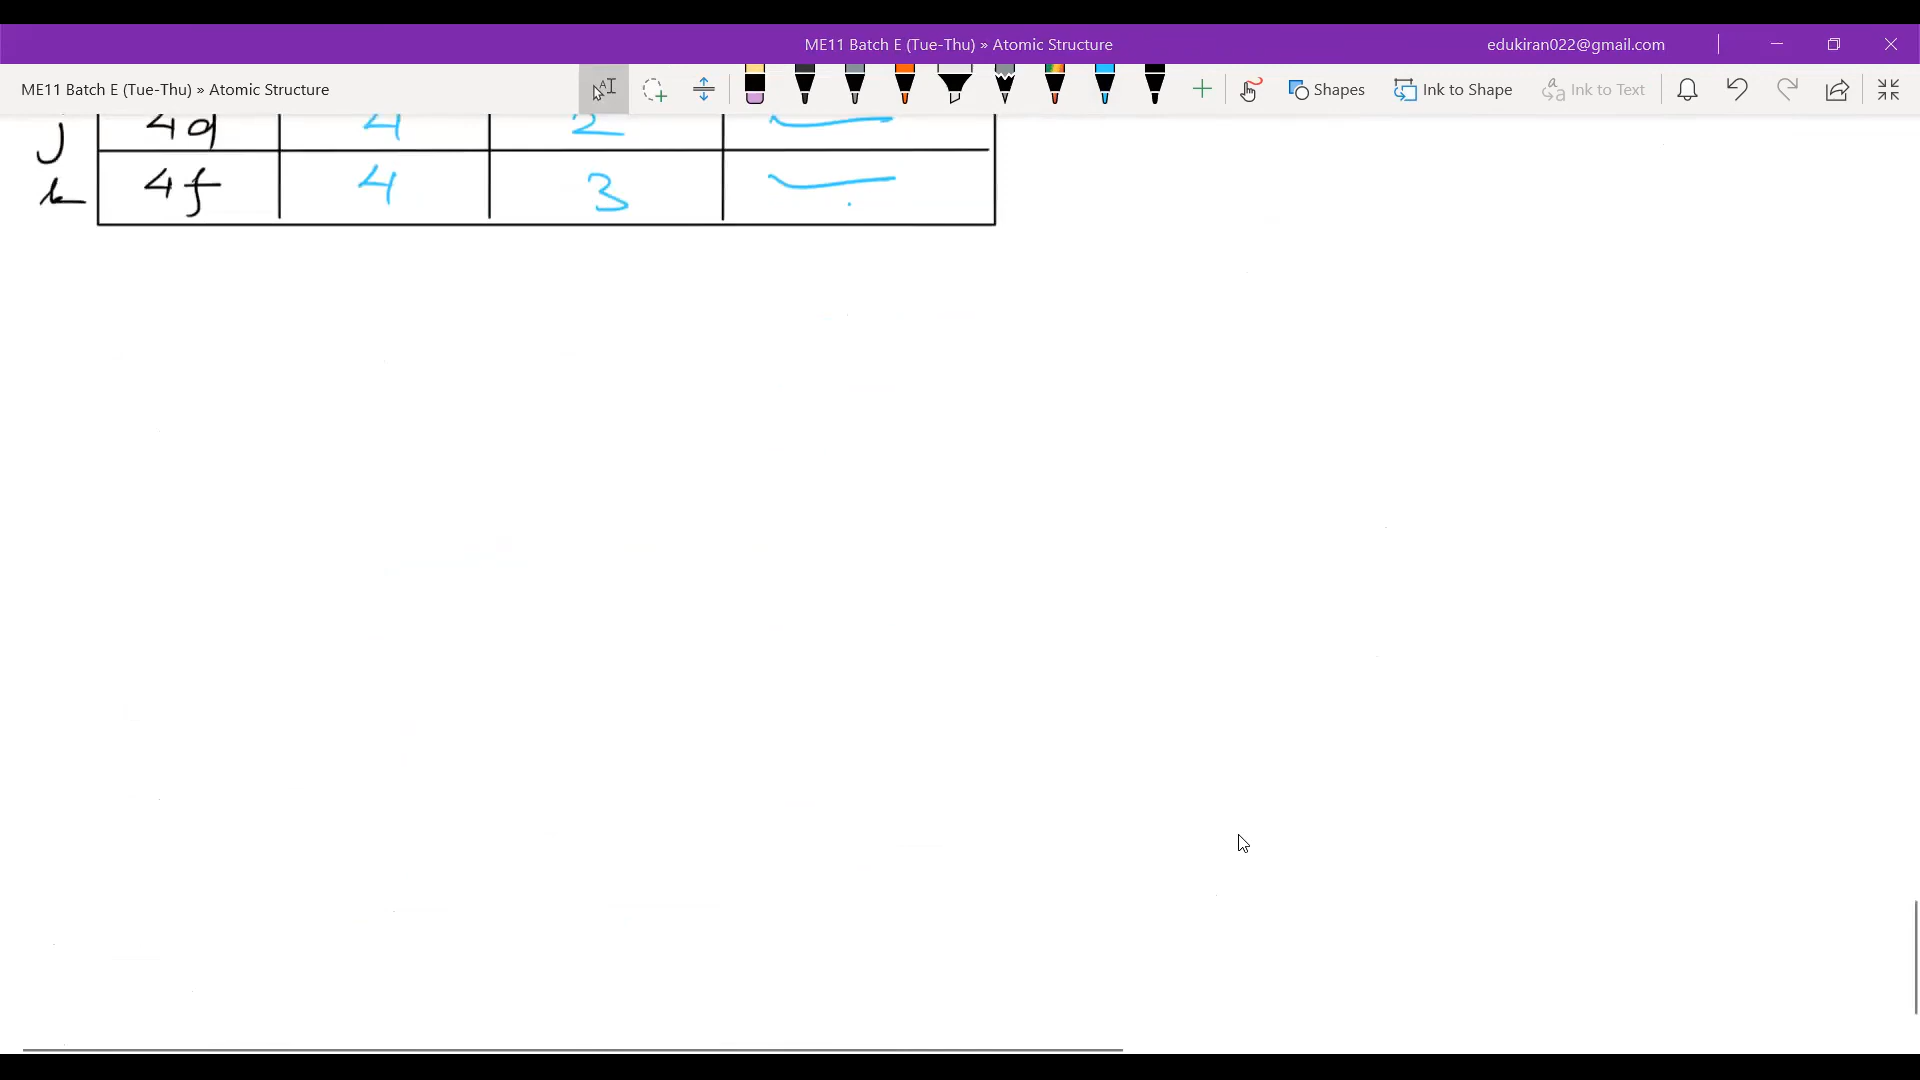 ME11 Batch E (Tue-Thu) » Atomic Structure
edukiran022@gmail.com
ME11 Batch E (Tue-Thu) » Atomic Structure
Shapes
Ink to Shape
Ink to Text
j 4d 4 2
k 4f 4 3